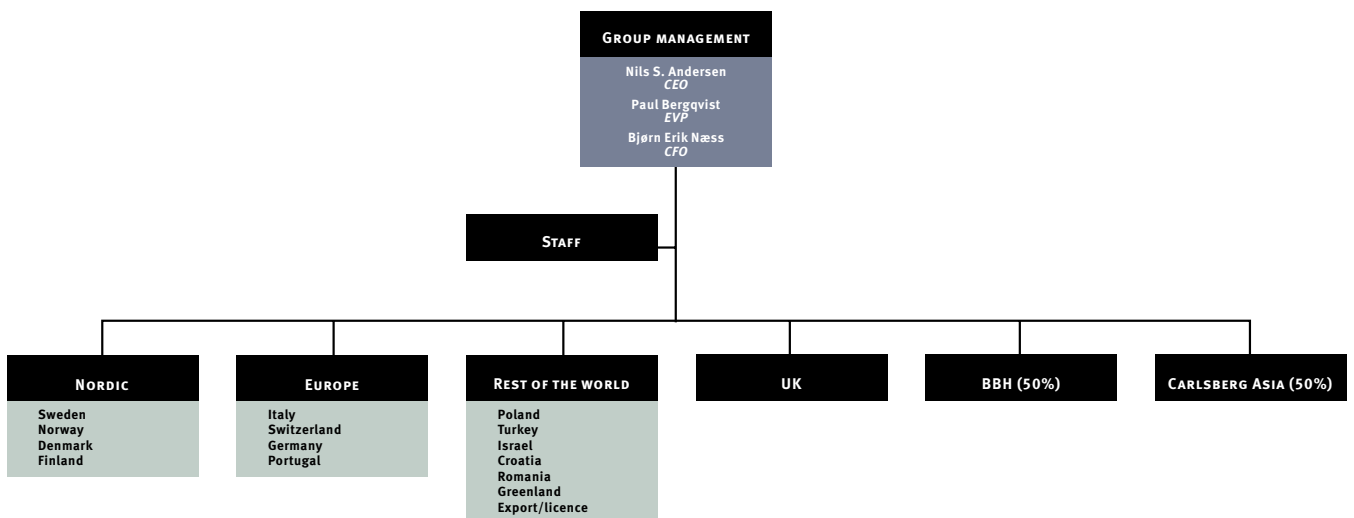 GROUP MANAGEMENT
Nils S. Andersen
CEO
Paul Bergqvist
EVP
Bjørn Erik Næss
CFO
STAFF
NORDIC
Sweden
Norway
Denmark
Finland
EUROPE
Italy
Switzerland
Germany
Portugal
REST OF THE WORLD
Poland
Turkey
Israel
Croatia
Romania
Greenland
Export/licence
UK
BBH (50%)
CARLSBERG ASIA (50%)